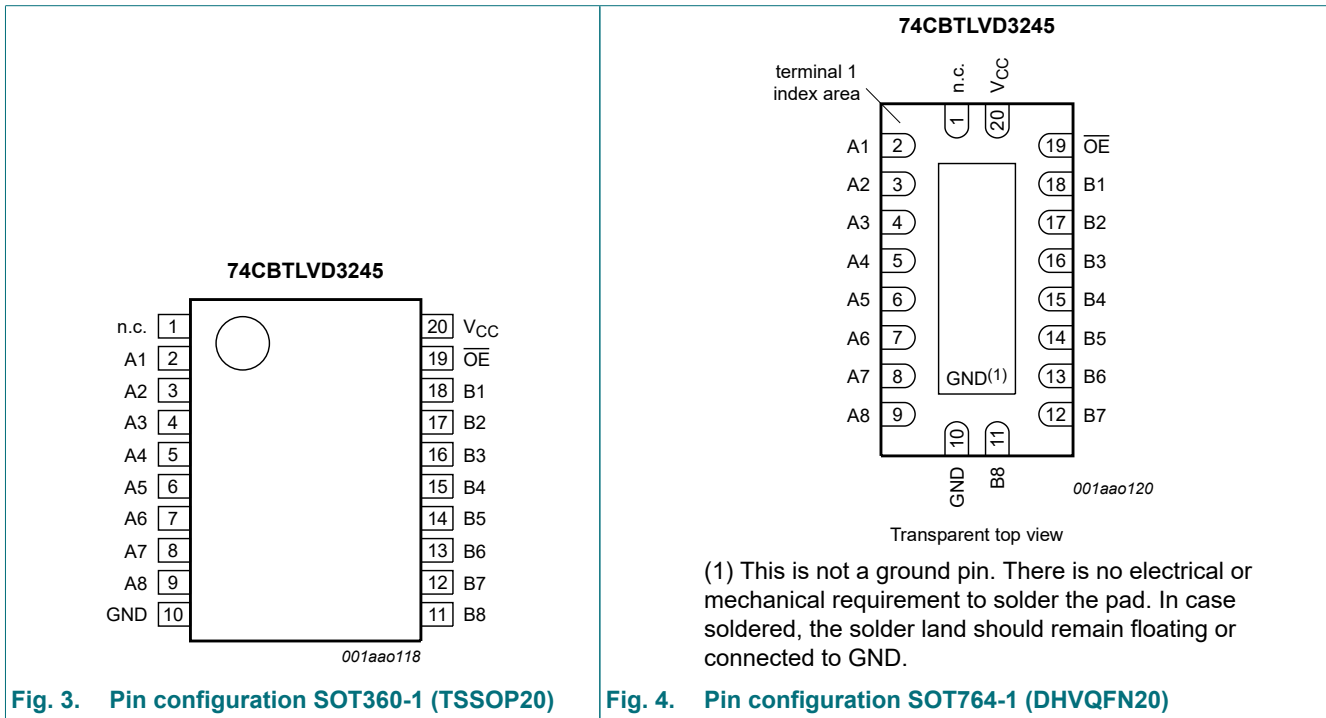 74CBTLVD3245
n.c. 1
A1 2
A2 3
A3 4
A4 5
A5 6
A6 7
A7 8
A8 9
GND 10
20 VCC
19 OE
18 B1
17 B2
16 B3
15 B4
14 B5
13 B6
12 B7
11 B8
001aao118
Fig. 3. Pin configuration SOT360-1 (TSSOP20)
74CBTLVD3245
terminal 1
index area
n.c.
VCC
1
20
A1 2
A2 3
A3 4
A4 5
A5 6
A6 7
A7 8
A8 9
19 OE
18 B1
17 B2
16 B3
15 B4
14 B5
13 B6
12 B7
GND(1)
10
11
GND
B8
001aao120
Transparent top view
(1) This is not a ground pin. There is no electrical or
mechanical requirement to solder the pad. In case
soldered, the solder land should remain floating or
connected to GND.
Fig. 4. Pin configuration SOT764-1 (DHVQFN20)